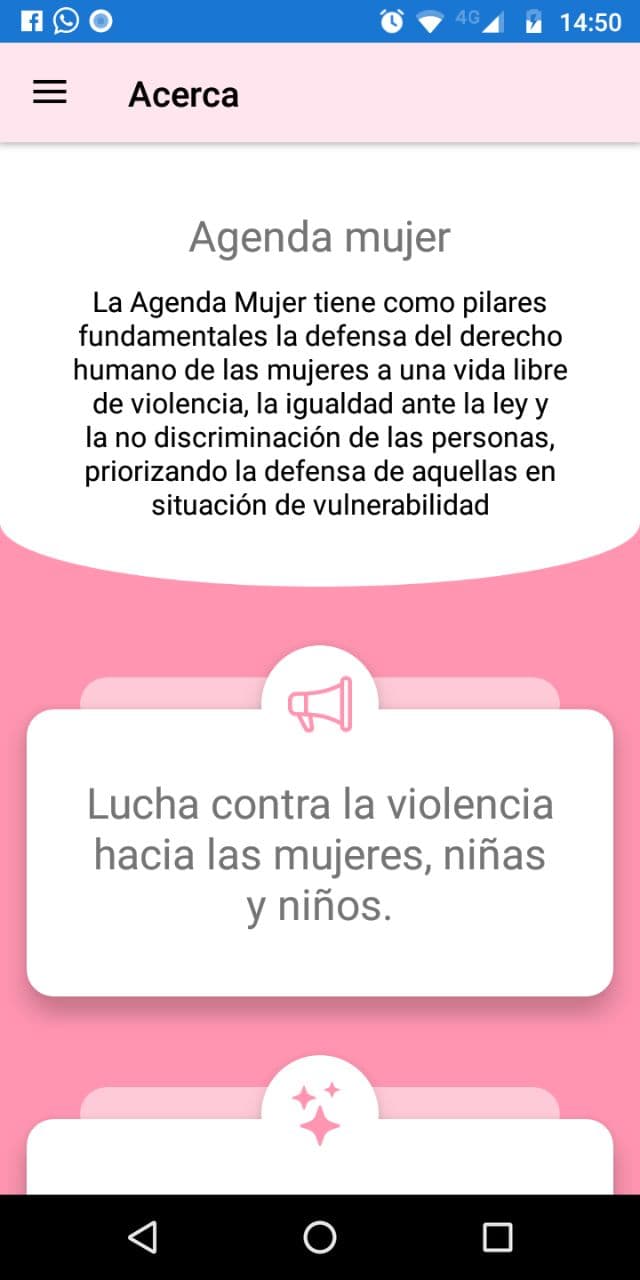 4G 14:50
Acerca
Agenda mujer
La Agenda Mujer tiene como pilares
fundamentales la defensa del derecho
humano de las mujeres a una vida libre
de violencia, la igualdad ante la ley y
la no discriminación de las personas,
priorizando la defensa de aquellas en
situación de vulnerabilidad
Lucha contra la violencia
hacia las mujeres, niñas
y niños.